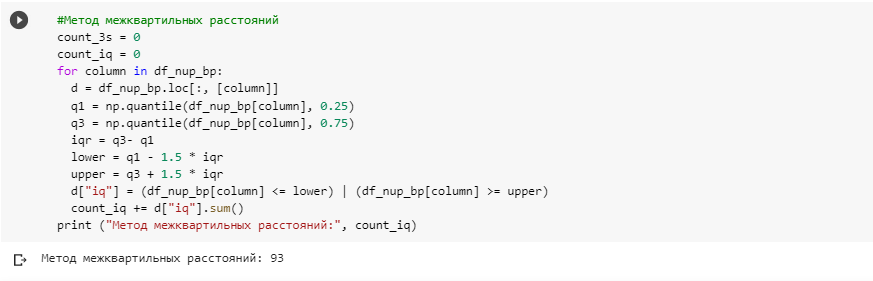 #Метод межквартильных расстояний
count_3s = 0
count_iq = 0
for column in df_nup_bp:
  d = df_nup_bp.loc[:, [column]]
  q1 = np.quantile(df_nup_bp[column], 0.25)
  q3 = np.quantile(df_nup_bp[column], 0.75)
  iqr = q3- q1
  lower = q1 - 1.5 * iqr
  upper = q3 + 1.5 * iqr
  d["iq"] = (df_nup_bp[column] <= lower) | (df_nup_bp[column] >= upper)
  count_iq += d["iq"].sum()
print ("Метод межквартильных расстояний:", count_iq)
Метод межквартильных расстояний: 93